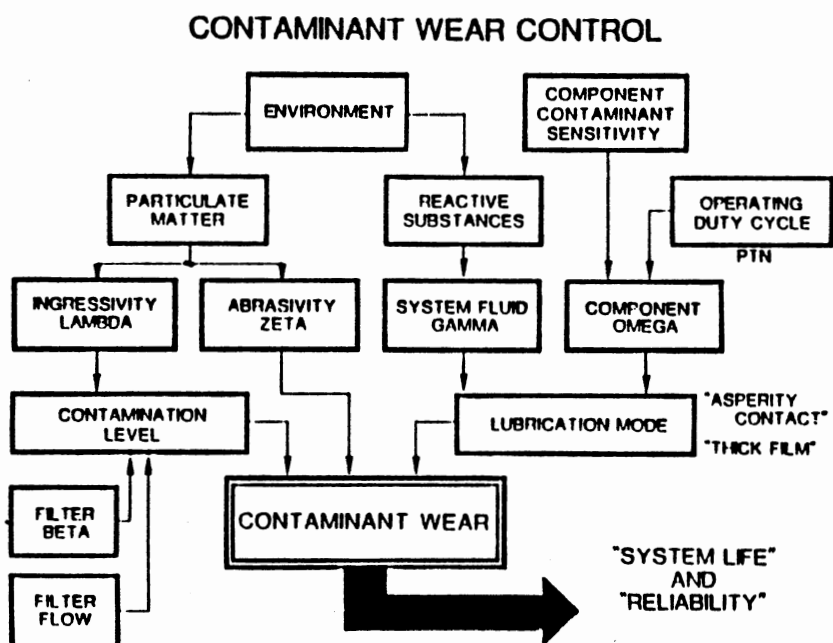 CONTAMINANT WEAR CONTROL
ENVIRONMENT
COMPONENT
CONTAMINANT
SENSITIVITY
PARTICULATE
MATTER
REACTIVE
SUBSTANCES
OPERATING
DUTY CYCLE
PTN
INGRESSIVITY
LAMBDA
ABRASIVITY
ZETA
SYSTEM FLUID
GAMMA
COMPONENT
OMEGA
CONTAMINATION
LEVEL
LUBRICATION MODE
"ASPERITY
CONTACT"
"THICK FILM"
FILTER
BETA
CONTAMINANT WEAR
FILTER
FLOW
"SYSTEM LIFE"
AND
"RELIABILITY"